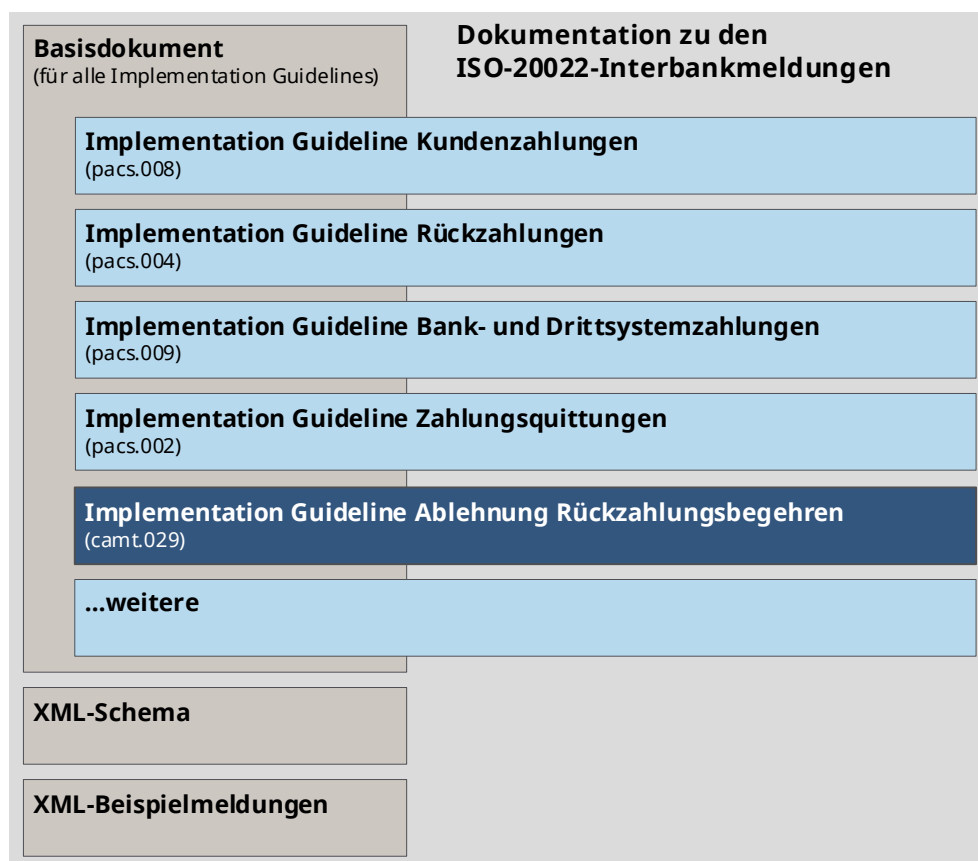 Basisdokument
(für alle Implementation Guidelines)
Dokumentation zu den
ISO-20022-Interbankmeldungen
Implementation Guideline Kundenzahlungen
(pacs.008)
Implementation Guideline Rückzahlungen
(pacs.004)
Implementation Guideline Bank- und Drittsystemzahlungen
(pacs.009)
Implementation Guideline Zahlungsquittungen
(pacs.002)
Implementation Guideline Ablehnung Rückzahlungsbegehren
(camt.029)
...weitere
XML-Schema
XML-Beispielmeldungen